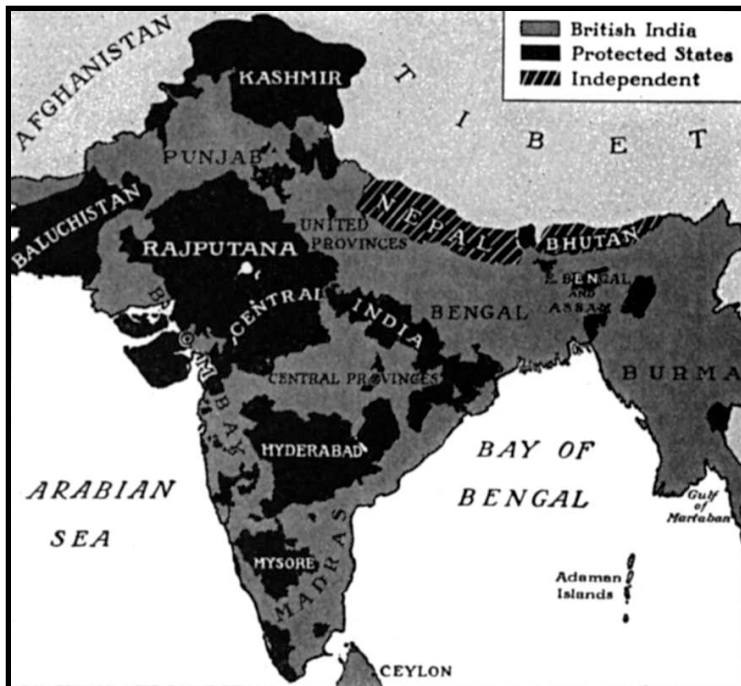 British India
Protected States
Independent
AFGHANISTAN
KASHMIR
TIBET
PUNJAB
BALUCHISTAN
RAJPUTANA
UNITED
PROVINCES
NEPAL
BHUTAN
CENTRAL INDIA
BENGAL
E. BENGAL
AND
ASSAM
BOMBAY
CENTRAL PROVINCES
BURMA
HYDERABAD
BAY OF
BENGAL
ARABIAN
SEA
Gulf
of
Martaban
MYSORE
MADRAS
Adaman
Islands
CEYLON